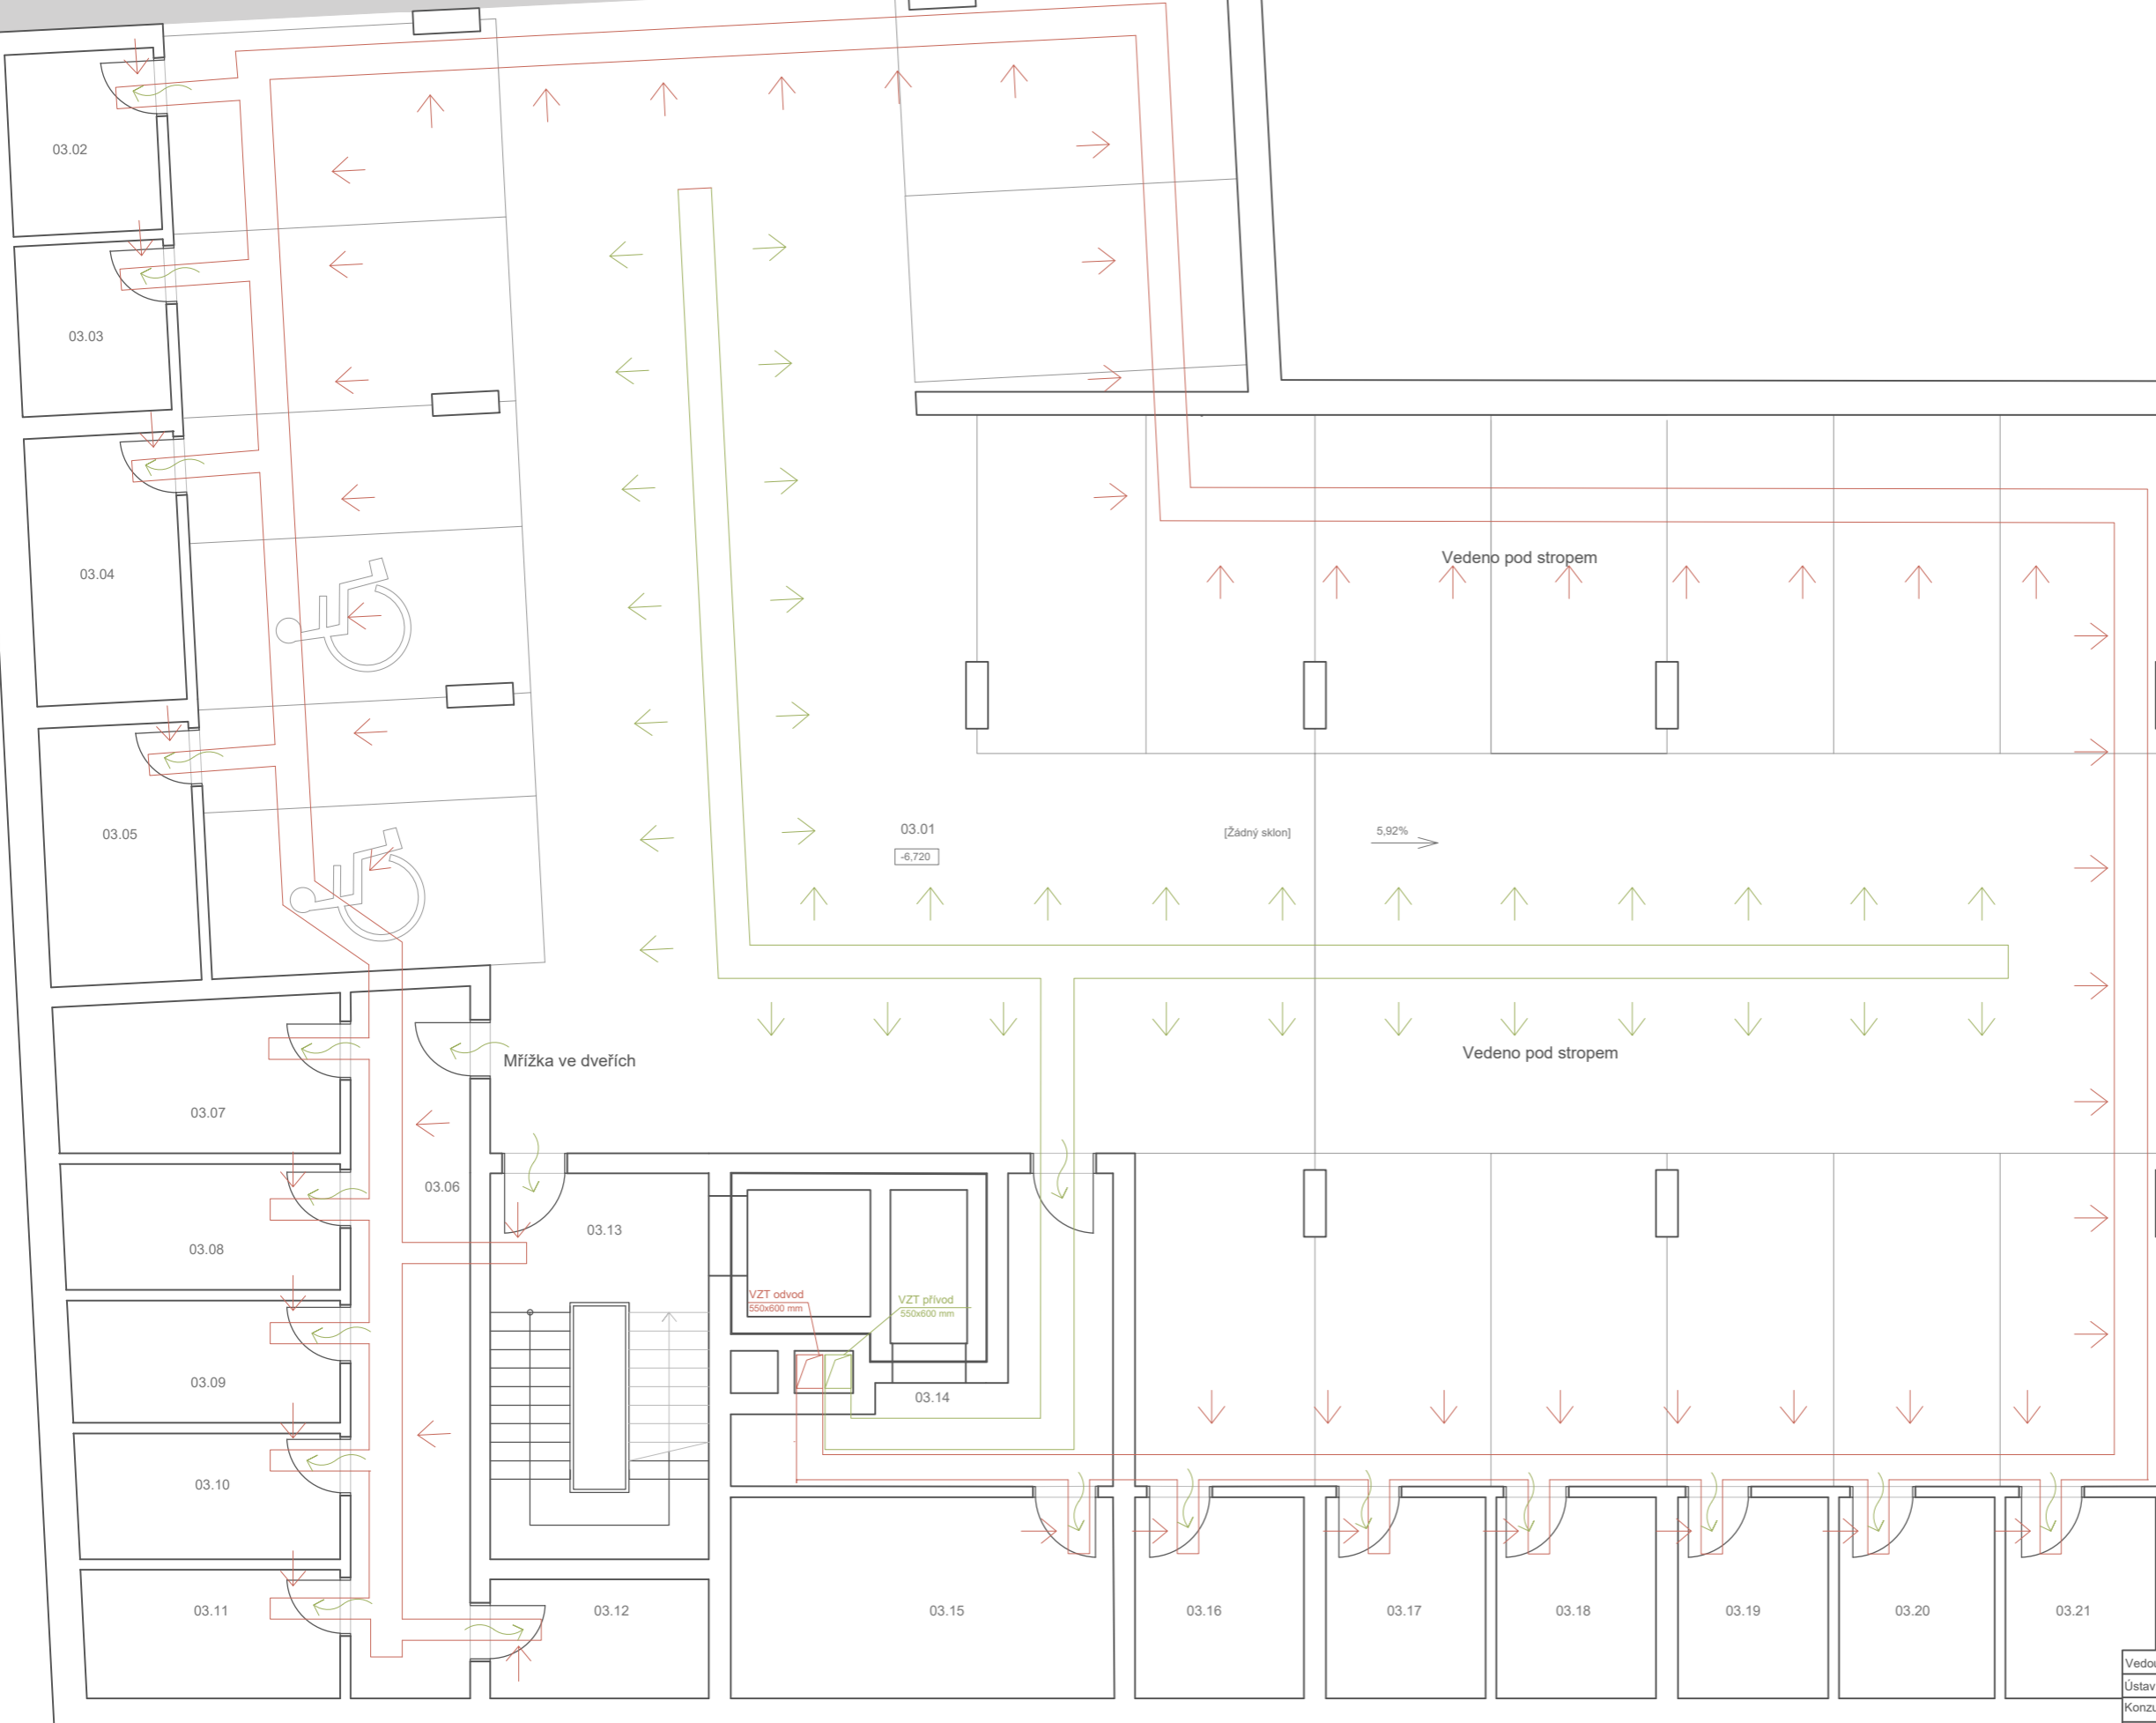 03.02
03.03
03.04
Vedeno pod stropem
03.05
03.01
-6,720
[Žádný sklon]
5,92%
Mřížka ve dveřích
Vedeno pod stropem
03.07
03.06
03.08
03.13
VZT odvod
550x600 mm
VZT přívod
550x600 mm
03.09
03.14
03.10
03.11
03.12
03.15
03.16
03.17
03.18
03.19
03.20
03.21
Vedou
Ústav
Konzu